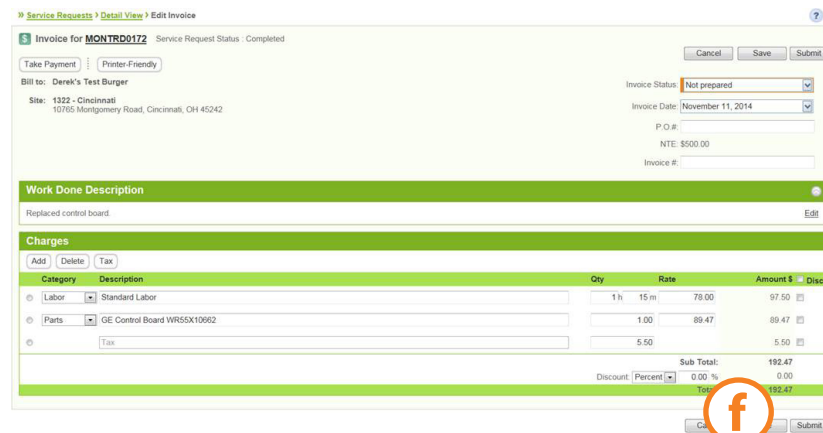 » Service Requests > Detail View > Edit Invoice ?
$ Invoice for MONTRD0172 Service Request Status : Completed
Cancel Save Submit
Take Payment Printer-Friendly
Bill to: Derek's Test Burger
Invoice Status: Not prepared
Site: 1322 - Cincinnati
10765 Montgomery Road, Cincinnati, OH 45242
Invoice Date: November 11, 2014
P.O.#:
NTE: $500.00
Invoice #:
Work Done Description
Replaced control board. Edit
Charges
Add Delete Tax
Category Description Qty Rate Amount $ Disc
Labor Standard Labor 1 h 15 m 78.00 97.50
Parts GE Control Board WR55X10662 1.00 89.47 89.47
Tax 5.50 5.50
Sub Total: 192.47
Discount: Percent 0.00 % 0.00
Total 192.47
f
Submit